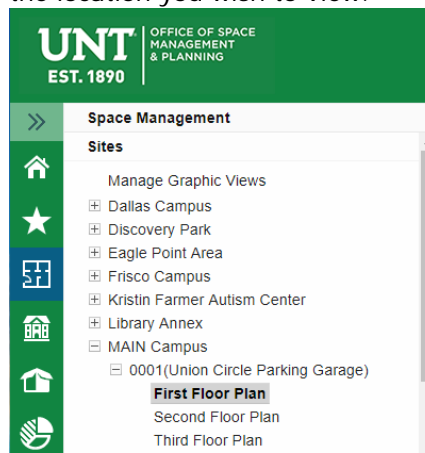 the location you wish to view.
UNT
EST. 1890
OFFICE OF SPACE
MANAGEMENT
& PLANNING
Space Management
Sites
Manage Graphic Views
Dallas Campus
Discovery Park
Eagle Point Area
Frisco Campus
Kristin Farmer Autism Center
Library Annex
MAIN Campus
0001(Union Circle Parking Garage)
First Floor Plan
Second Floor Plan
Third Floor Plan